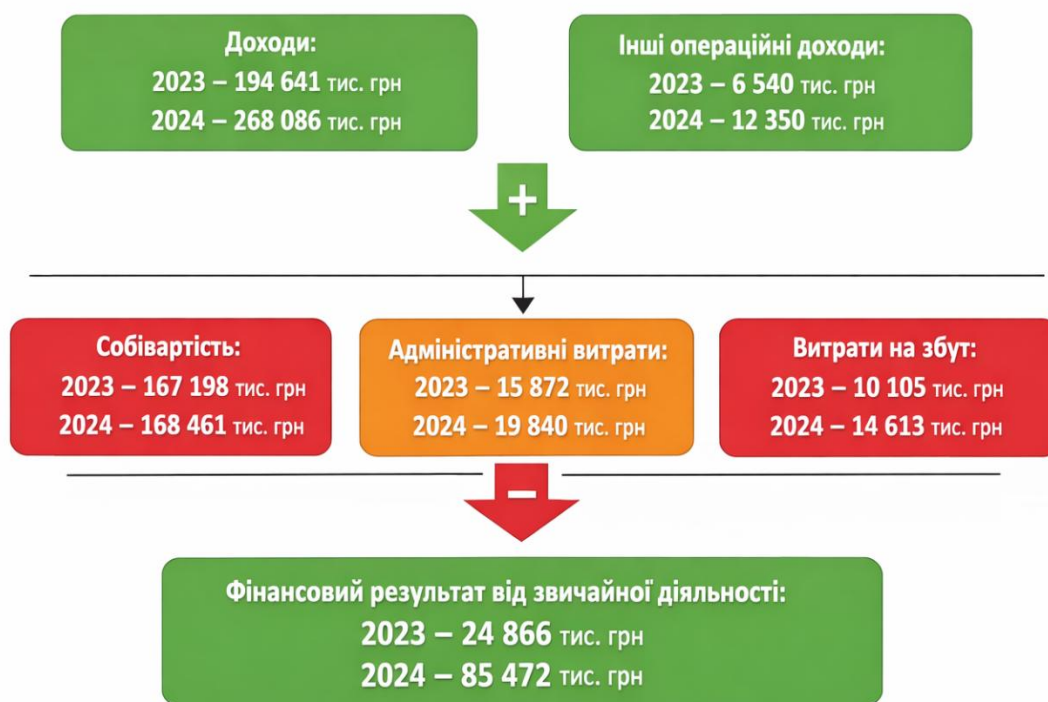 Доходи:
2023 – 194 641 тис. грн
2024 – 268 086 тис. грн
Інші операційні доходи:
2023 – 6 540 тис. грн
2024 – 12 350 тис. грн
+
Собівартість:
2023 – 167 198 тис. грн
2024 – 168 461 тис. грн
Адміністративні витрати:
2023 – 15 872 тис. грн
2024 – 19 840 тис. грн
Витрати на збут:
2023 – 10 105 тис. грн
2024 – 14 613 тис. грн
–
Фінансовий результат від звичайної діяльності:
2023 – 24 866 тис. грн
2024 – 85 472 тис. грн